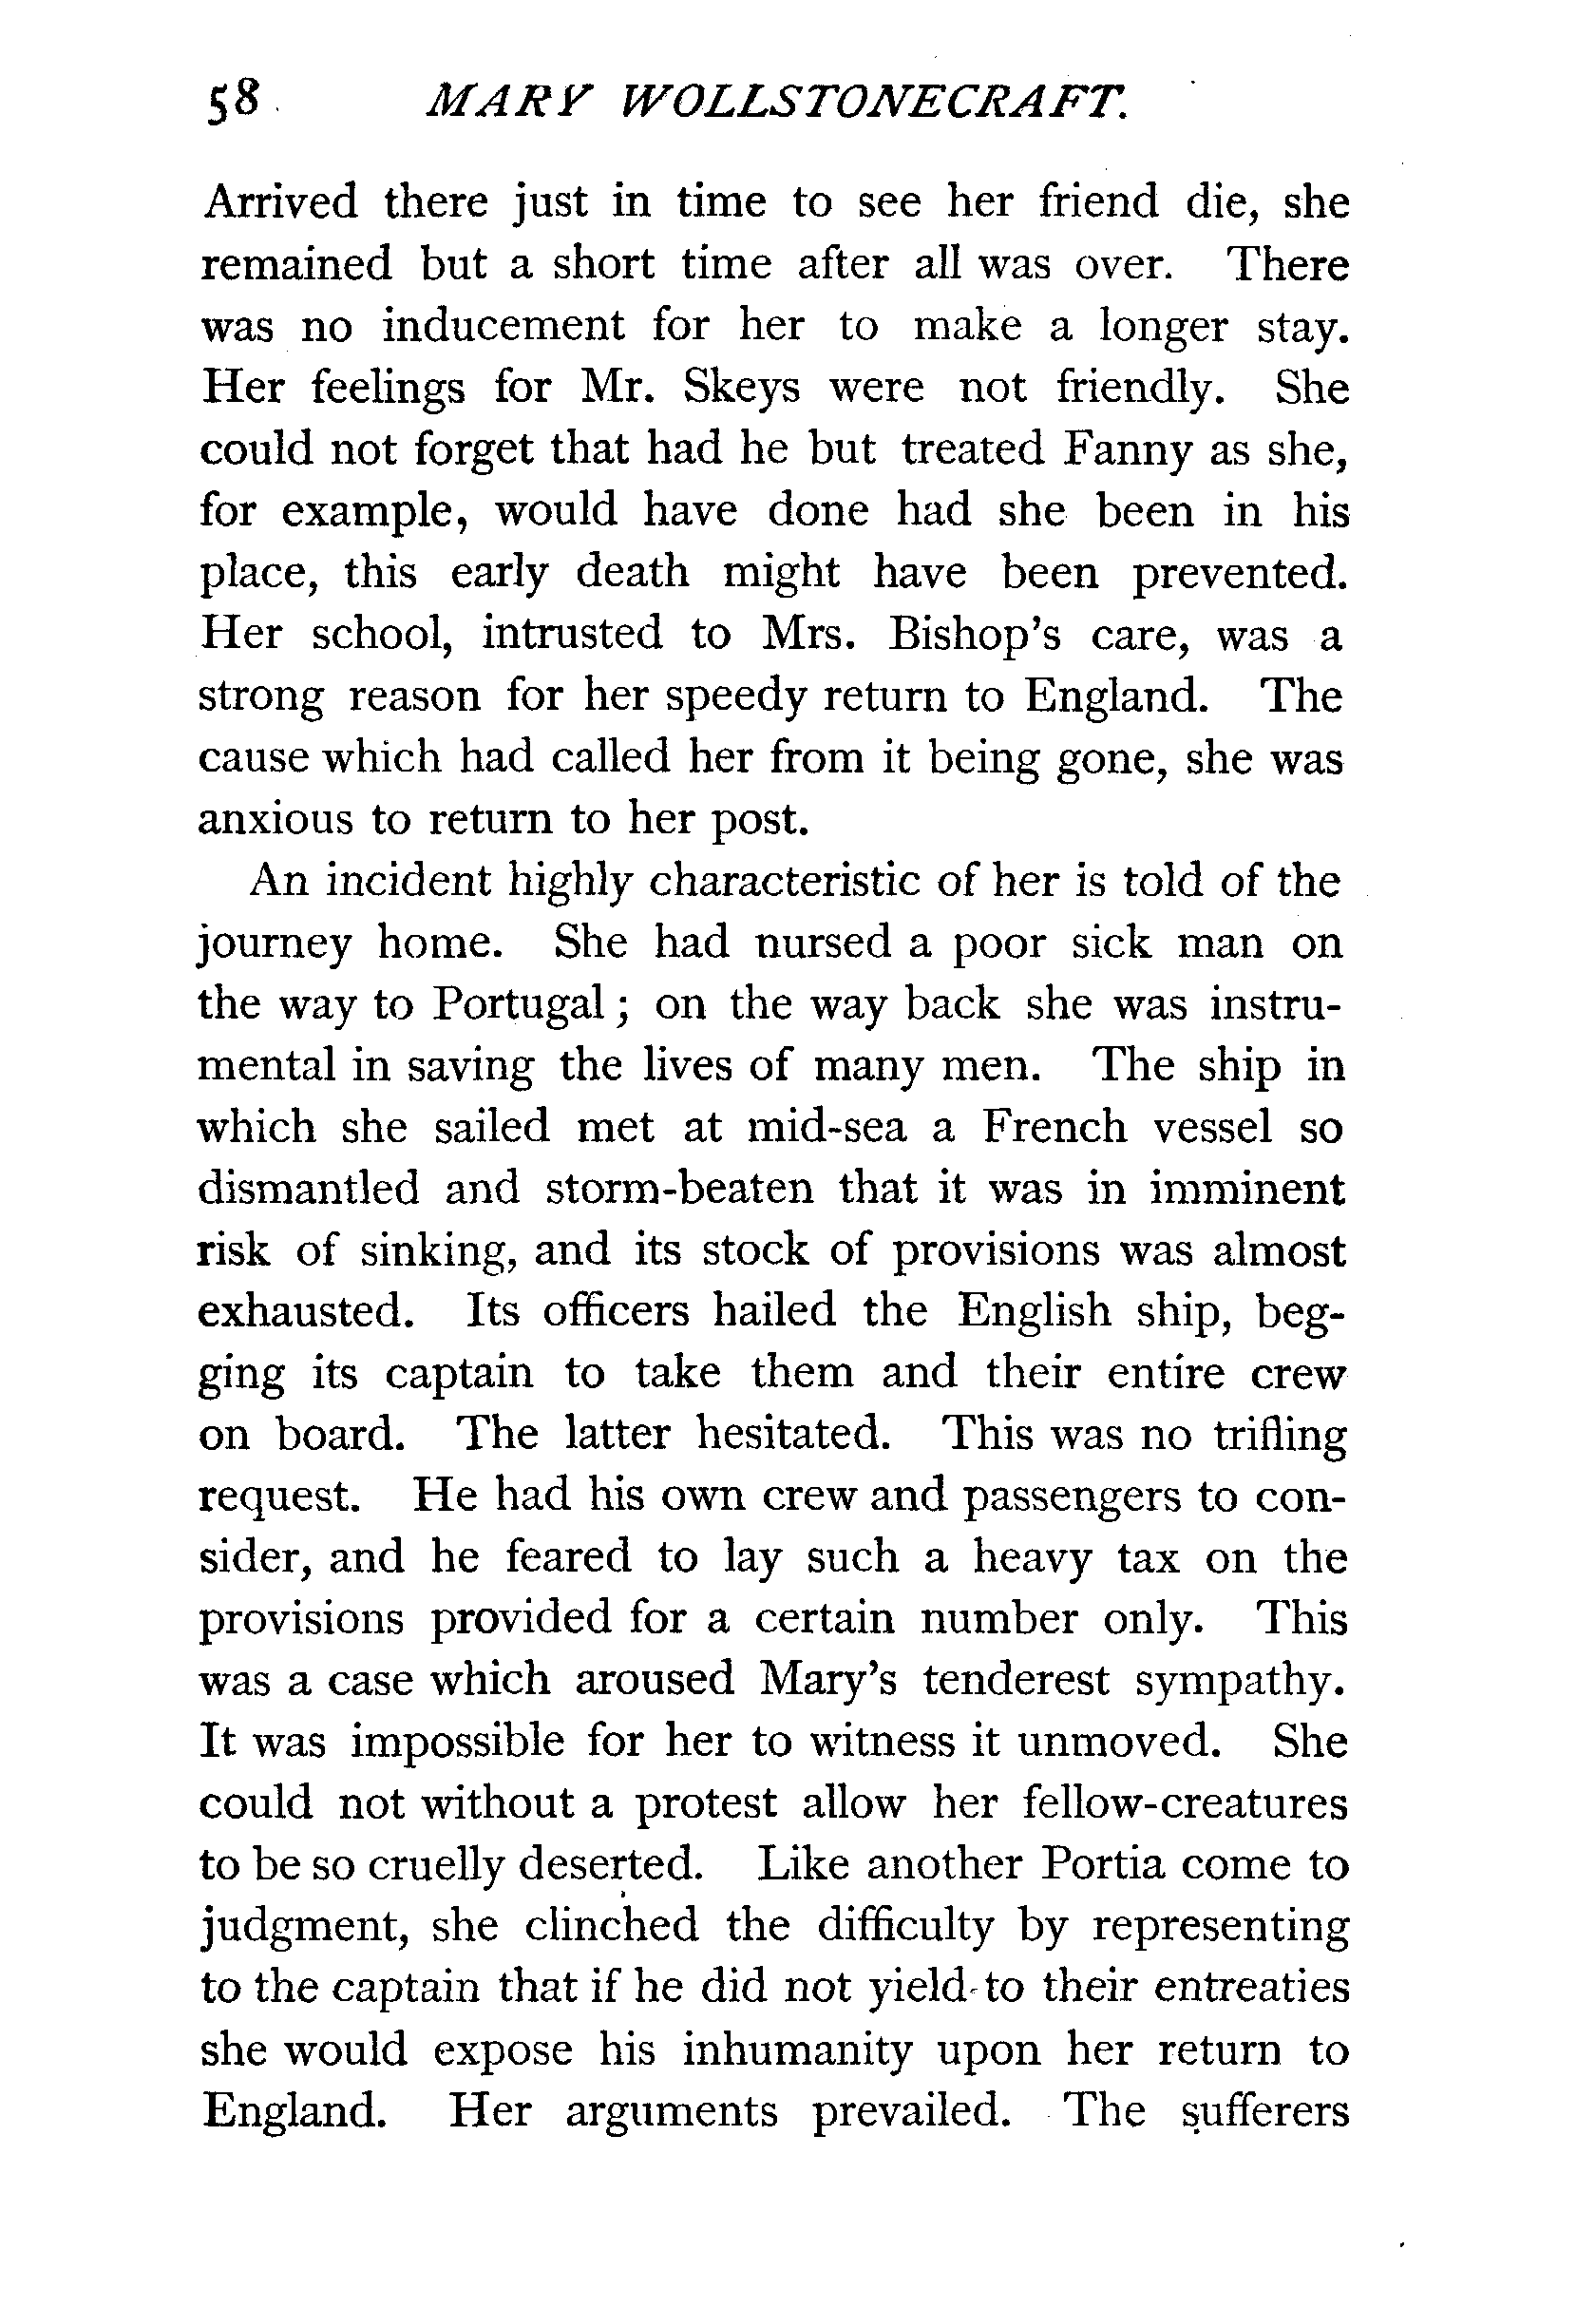 58 MARY WOLLSTONECRAFT.
Arrived there just in time to see her friend die, she
remained but a short time after all was over. There
was no inducement for her to make a longer stay.
Her feelings for Mr. Skeys were not friendly. She
could not forget that had he but treated Fanny as she,
for example, would have done had she been in his
place, this early death might have been prevented.
Her school, intrusted to Mrs. Bishop's care, was a
strong reason for her speedy return to England. The
cause which had called her from it being gone, she was
anxious to return to her post.
An incident highly characteristic of her is told of the
journey home. She had nursed a poor sick man on
the way to Portugal; on the way back she was instru-
mental in saving the lives of many men. The ship in
which she sailed met at mid-sea a French vessel so
dismantled and storm-beaten that it was in imminent
risk of sinking, and its stock of provisions was almost
exhausted. Its officers hailed the English ship, beg-
ging its captain to take them and their entire crew
on board. The latter hesitated. This was no trifling
request. He had his own crew and passengers to con-
sider, and he feared to lay such a heavy tax on the
provisions provided for a certain number only. This
was a case which aroused Mary's tenderest sympathy.
It was impossible for her to witness it unmoved. She
could not without a protest allow her fellow-creatures
to be so cruelly deserted. Like another Portia come to
judgment, she clinched the difficulty by representing
to the captain that if he did not yield to their entreaties
she would expose his inhumanity upon her return to
England. Her arguments prevailed. The sufferers